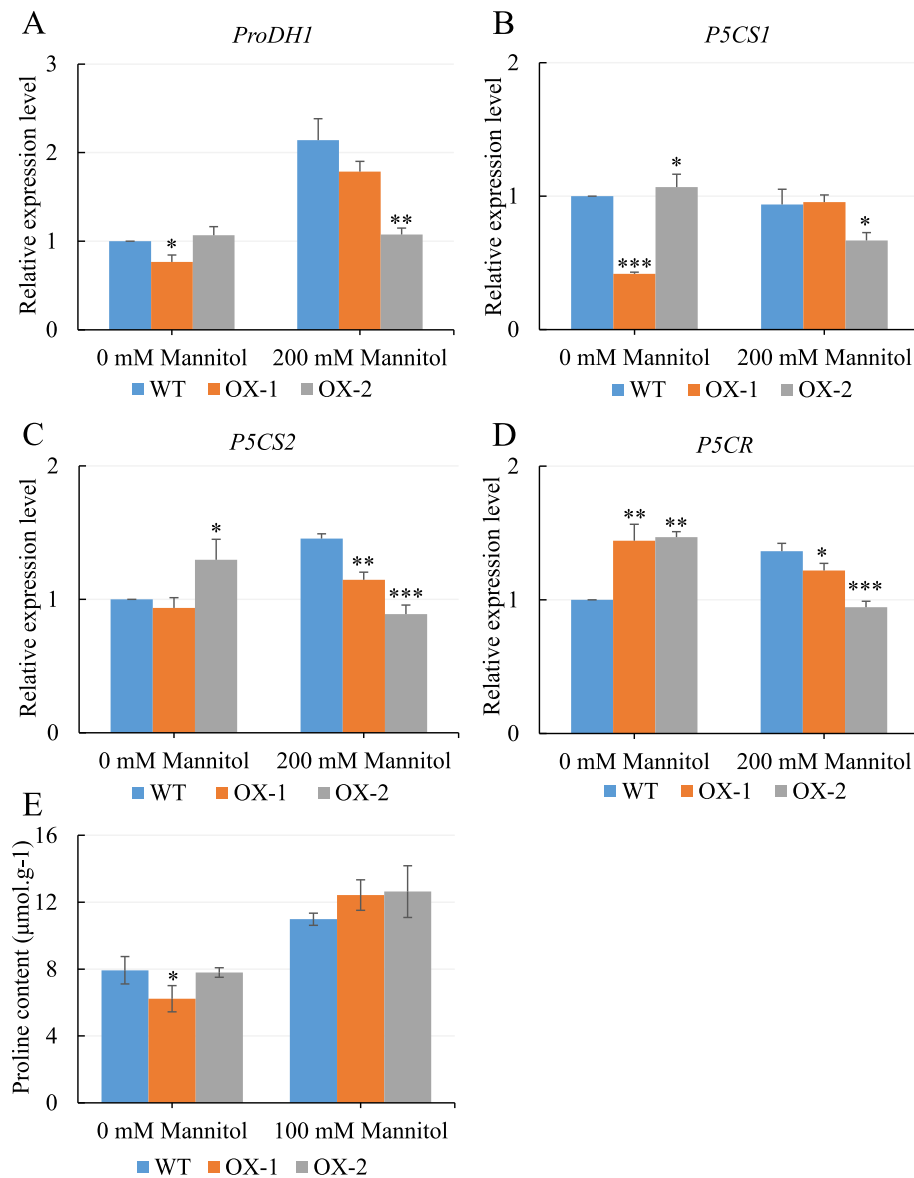 A
ProDH1
Relative expression level
3
2
1
0
*
**
0 mM Mannitol 200 mM Mannitol
WT OX-1 OX-2
B
P5CS1
Relative expression level
2
1
0
***
*
*
0 mM Mannitol 200 mM Mannitol
WT OX-1 OX-2
C
P5CS2
Relative expression level
2
1
0
*
**
***
0 mM Mannitol 200 mM Mannitol
WT OX-1 OX-2
D
P5CR
Relative expression level
2
1
0
**
**
*
***
0 mM Mannitol 200 mM Mannitol
WT OX-1 OX-2
E
Proline content (µmol.g-1)
16
12
8
4
0
*
0 mM Mannitol 100 mM Mannitol
WT OX-1 OX-2